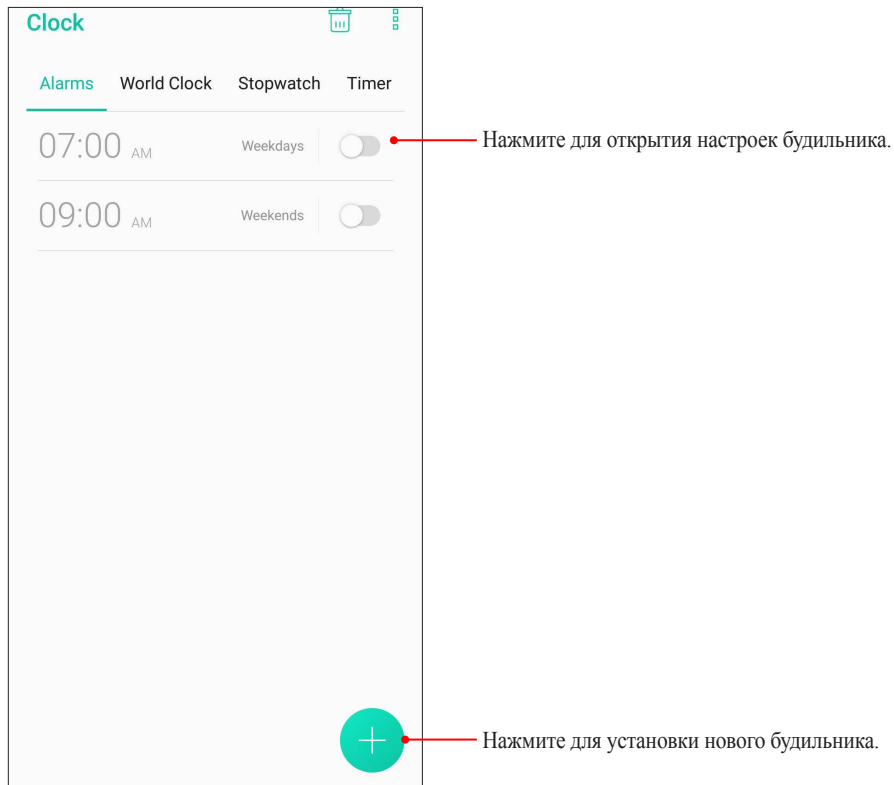 Clock
Alarms World Clock Stopwatch Timer
07:00 AM Weekdays
Нажмите для открытия настроек будильника.
09:00 AM Weekends
Нажмите для установки нового будильника.